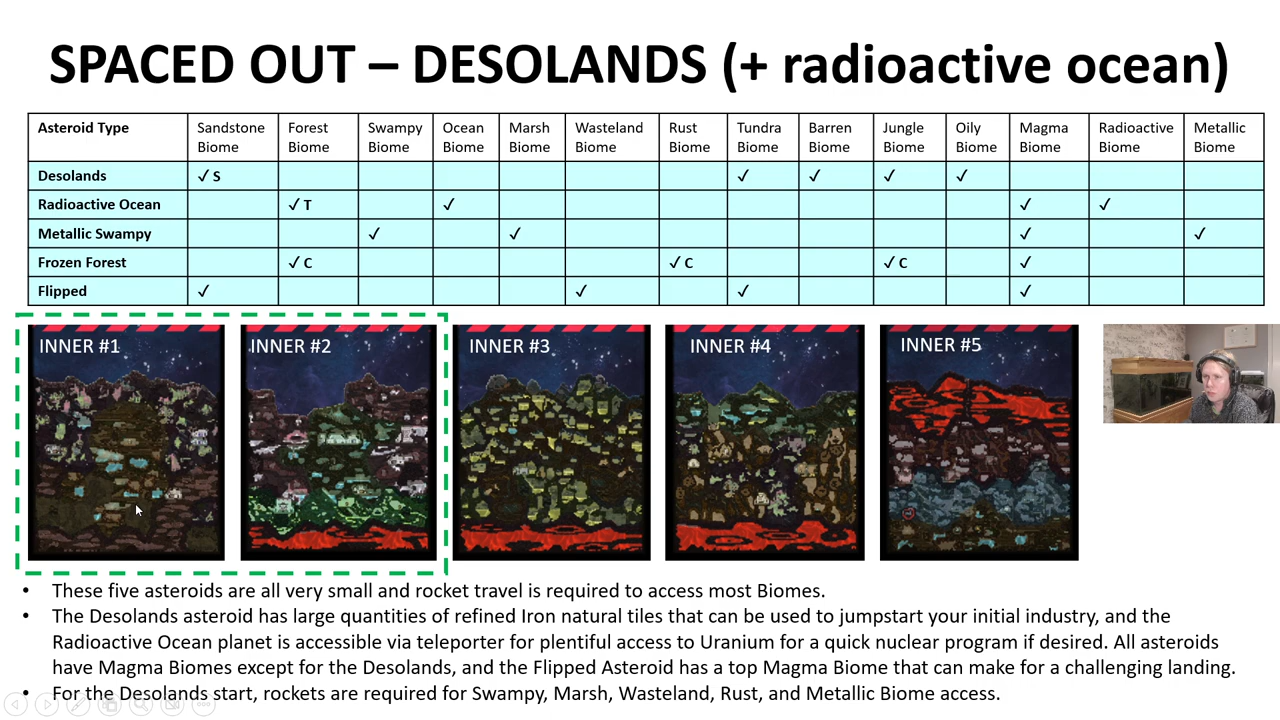 SPACED OUT – DESOLANDS (+ radioactive ocean)
Asteroid Type Sandstone Biome Forest Biome Swampy Biome Ocean Biome Marsh Biome Wasteland Biome Rust Biome Tundra Biome Barren Biome Jungle Biome Oily Biome Magma Biome Radioactive Biome Metallic Biome
Desolands ✓ S ✓ ✓ ✓ ✓
Radioactive Ocean ✓ T ✓ ✓ ✓
Metallic Swampy ✓ ✓ ✓ ✓
Frozen Forest ✓ C ✓ C ✓ C ✓
Flipped ✓ ✓ ✓ ✓
INNER #1 INNER #2 INNER #3 INNER #4 INNER #5
• These five asteroids are all very small and rocket travel is required to access most Biomes.
• The Desolands asteroid has large quantities of refined Iron natural tiles that can be used to jumpstart your initial industry, and the
Radioactive Ocean planet is accessible via teleporter for plentiful access to Uranium for a quick nuclear program if desired. All asteroids
have Magma Biomes except for the Desolands, and the Flipped Asteroid has a top Magma Biome that can make for a challenging landing.
• For the Desolands start, rockets are required for Swampy, Marsh, Wasteland, Rust, and Metallic Biome access.